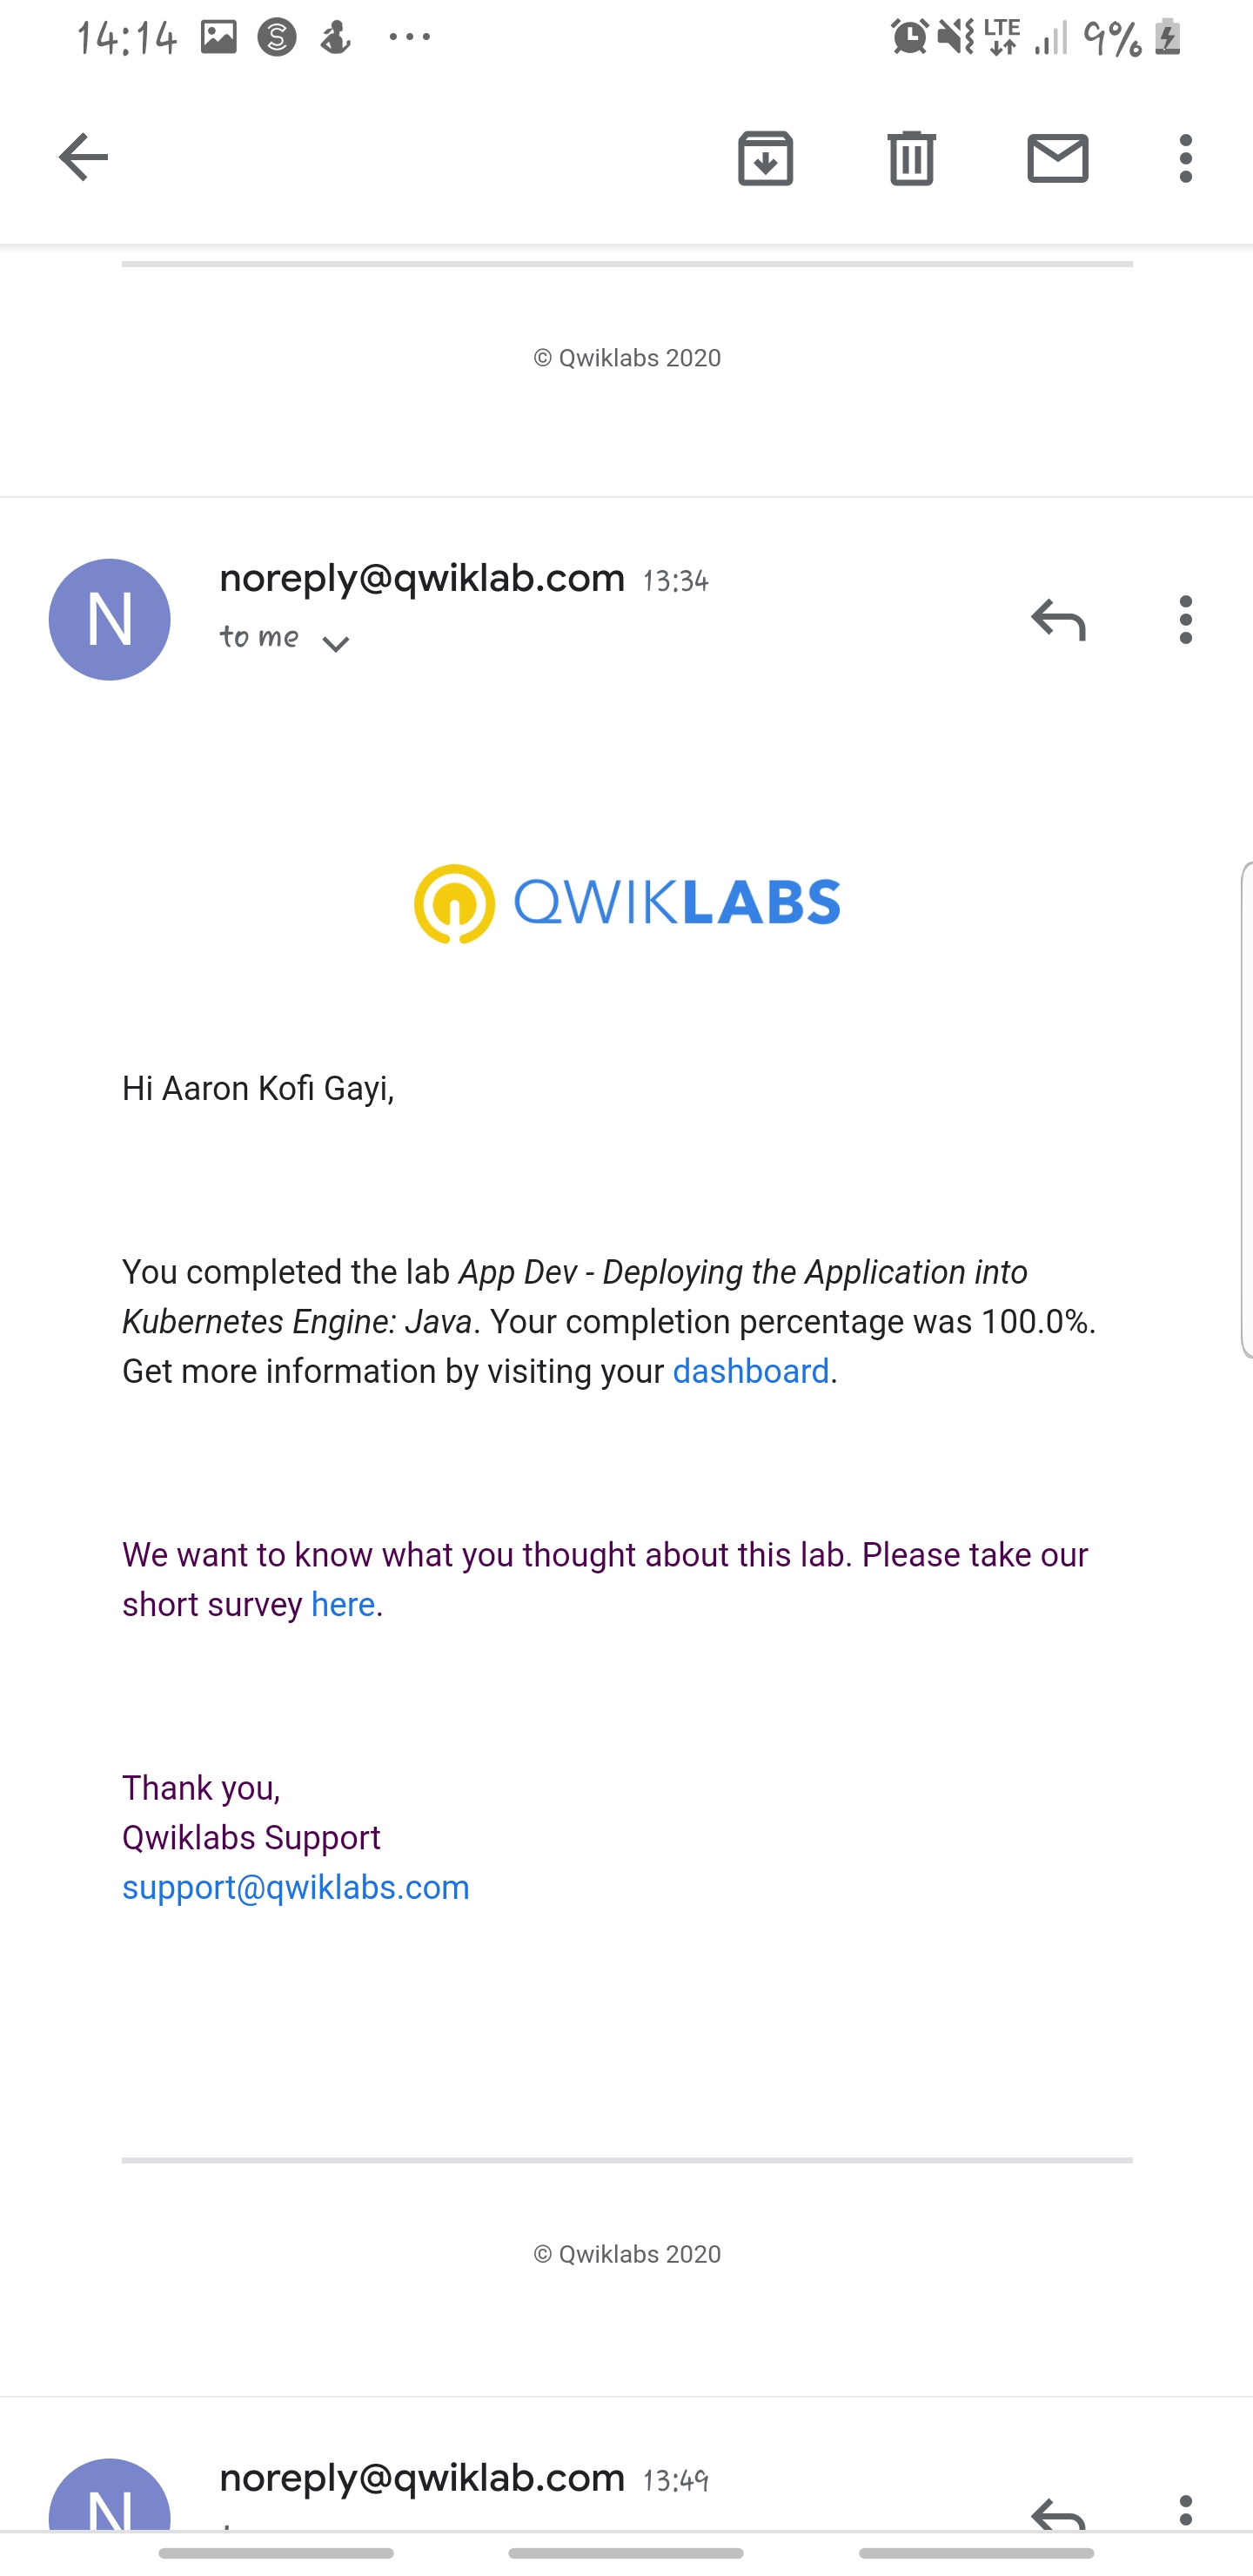 14:14 LTE 9%
© Qwiklabs 2020
N noreply@qwiklab.com 13:34
to me
QWIKLABS
Hi Aaron Kofi Gayi,
You completed the lab App Dev - Deploying the Application into
Kubernetes Engine: Java. Your completion percentage was 100.0%.
Get more information by visiting your dashboard.
We want to know what you thought about this lab. Please take our
short survey here.
Thank you,
Qwiklabs Support
support@qwiklabs.com
© Qwiklabs 2020
N noreply@qwiklab.com 13:49